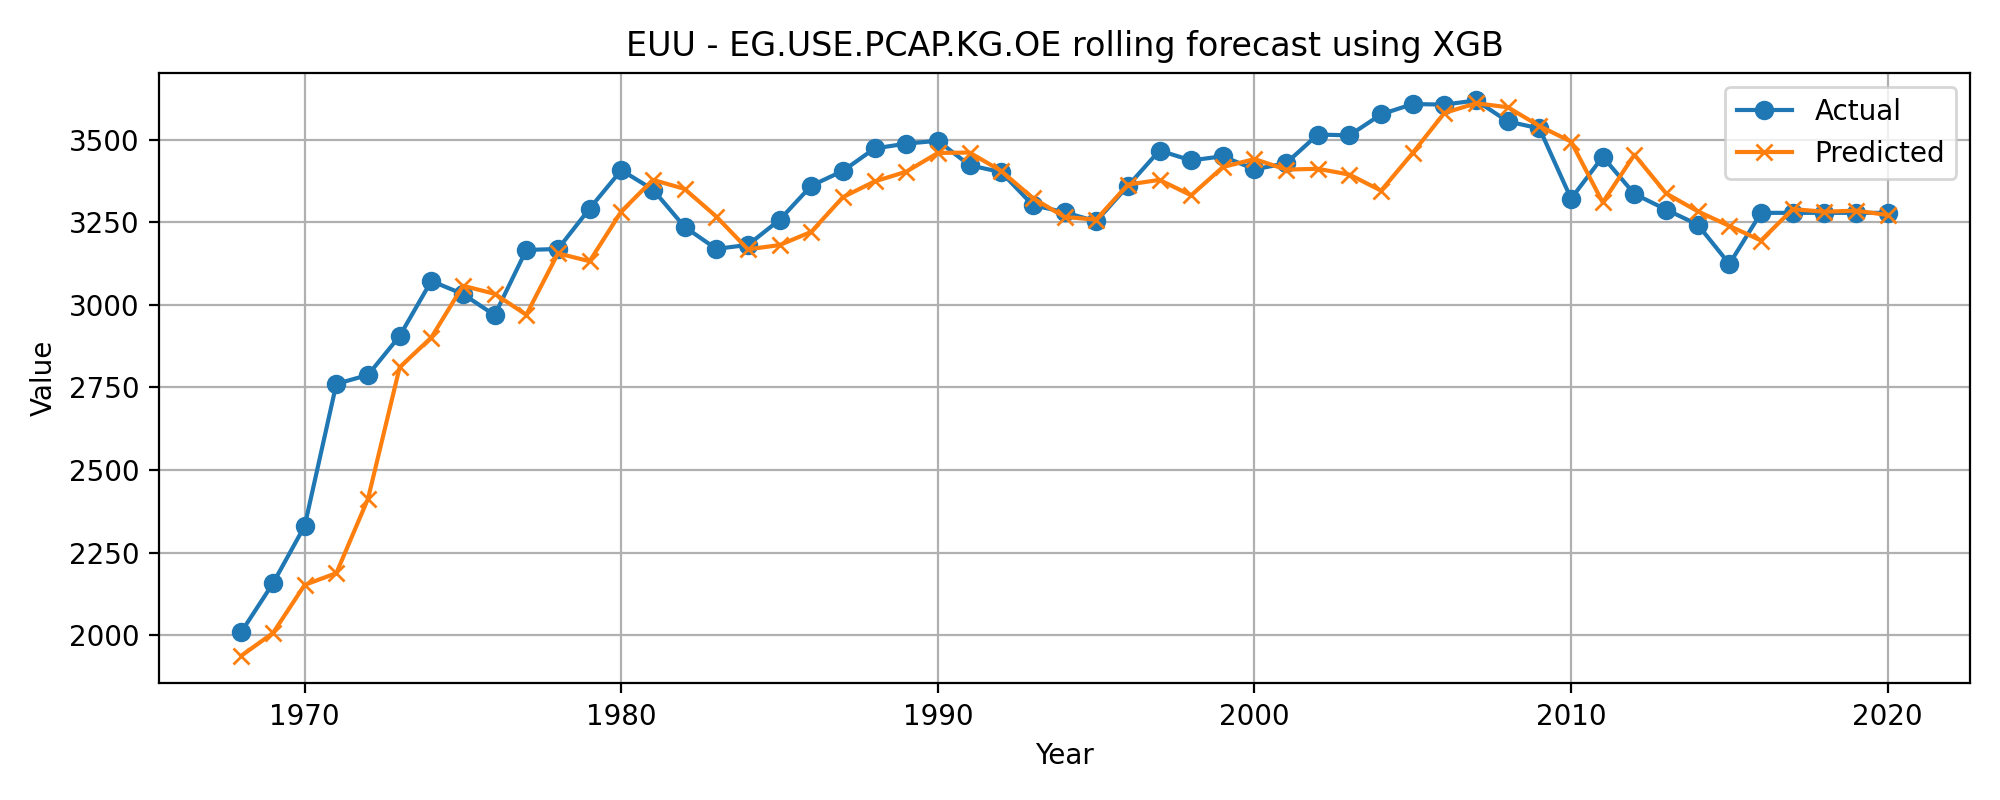 EUU - EG.USE.PCAP.KG.OE rolling forecast using XGB
Actual
Predicted
3500
3250
3000
2750
2500
2250
2000
Value
1970 1980 1990 2000 2010 2020
Year